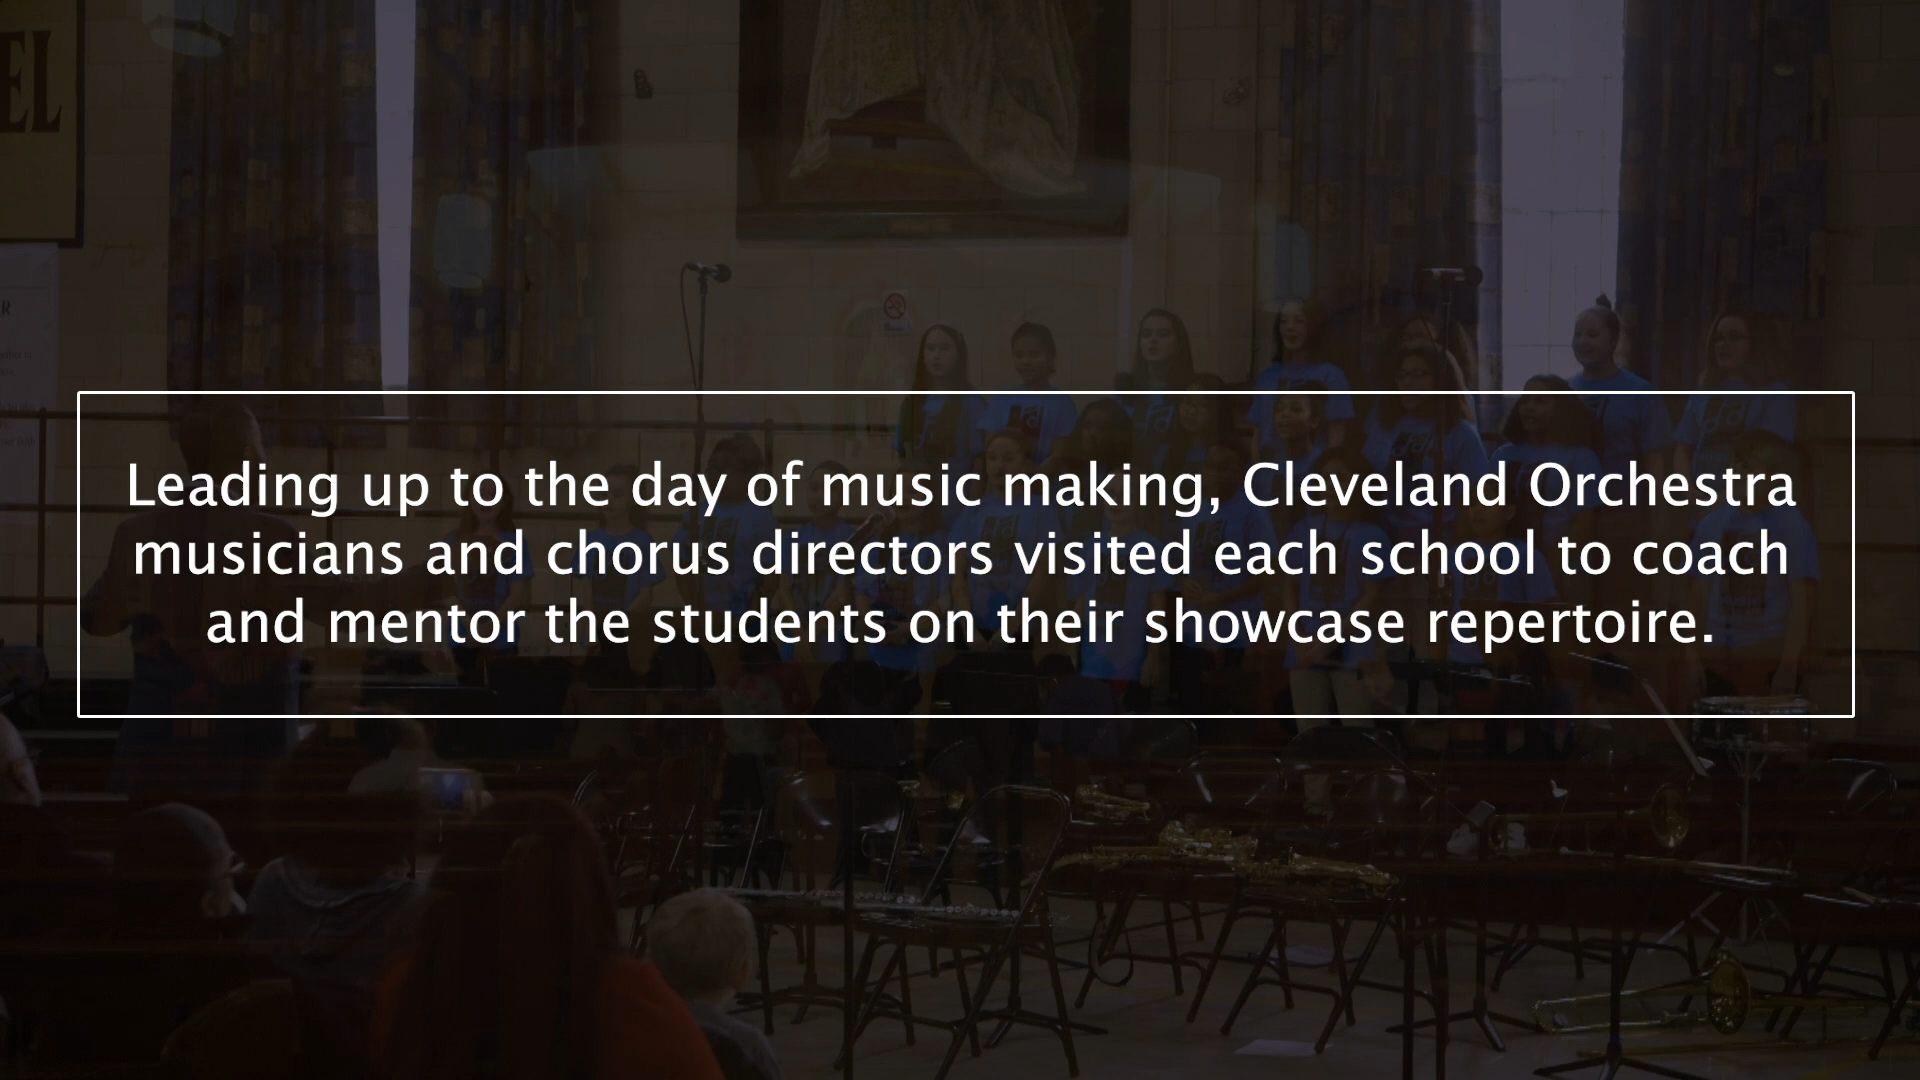 EL
Leading up to the day of music making, Cleveland Orchestra
musicians and chorus directors visited each school to coach
and mentor the students on their showcase repertoire.